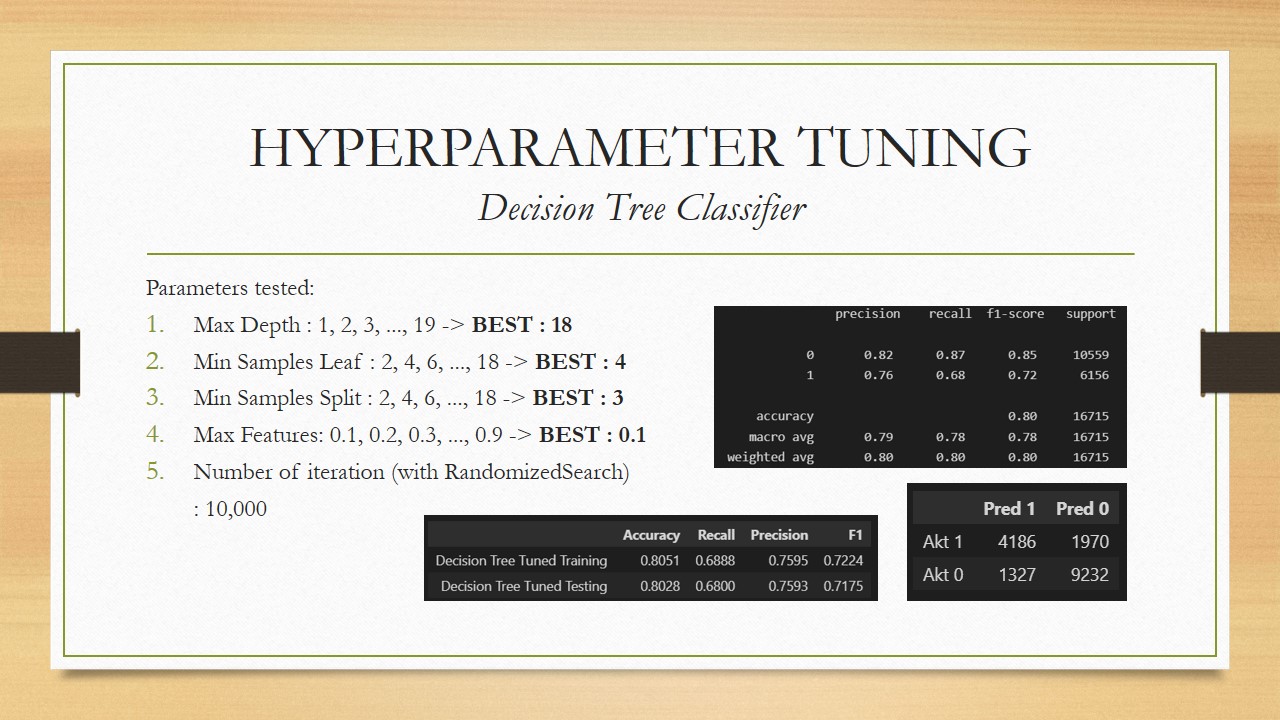 HYPERPARAMETER TUNING
Decision Tree Classifier
Parameters tested:
1. Max Depth : 1, 2, 3, ..., 19 -> BEST : 18
2. Min Samples Leaf : 2, 4, 6, ..., 18 -> BEST : 4
3. Min Samples Split : 2, 4, 6, ..., 18 -> BEST : 3
4. Max Features: 0.1, 0.2, 0.3, ..., 0.9 -> BEST : 0.1
5. Number of iteration (with RandomizedSearch)
: 10,000
precision recall f1-score support
0 0.82 0.87 0.85 10559
1 0.76 0.68 0.72 6156
accuracy 0.80 16715
macro avg 0.79 0.78 0.78 16715
weighted avg 0.80 0.80 0.80 16715
Accuracy Recall Precision F1
Decision Tree Tuned Training 0.8051 0.6888 0.7595 0.7224
Decision Tree Tuned Testing 0.8028 0.6800 0.7593 0.7175
Pred 1 Pred 0
Akt 1 4186 1970
Akt 0 1327 9232